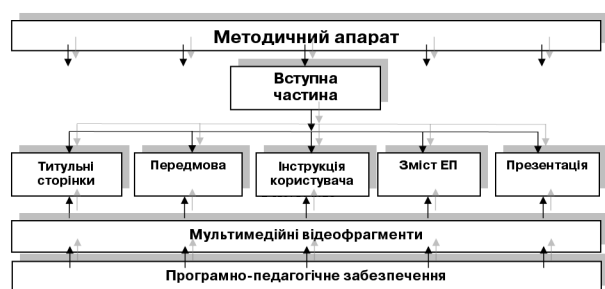 Методичний апарат
Вступна
частина
Титульні
сторінки
Передмова
Інструкція
користувача
Зміст ЕП
Презентація
Мультимедійні відеофрагменти
Програмно-педагогічне забезпечення